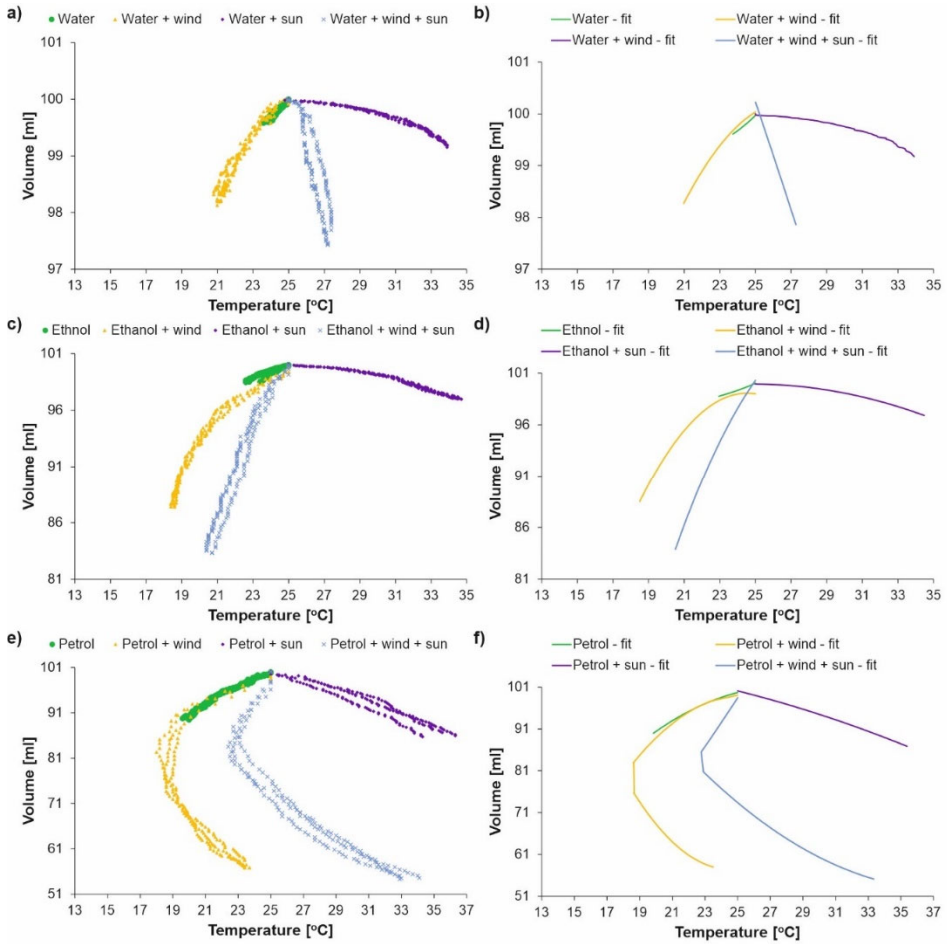 a)
Water Water + wind Water + sun Water + wind + sun
101
100
99
98
97
13 15 17 19 21 23 25 27 29 31 33 35
Volume [ml]
Temperature [°C]
b)
Water - fit Water + wind - fit
Water + wind - fit Water + wind + sun - fit
101
100
99
98
97
13 15 17 19 21 23 25 27 29 31 33 35
Volume [ml]
Temperature [°C]
c)
Ethnol Ethanol + wind Ethanol + sun Ethanol + wind + sun
101
96
91
86
81
13 15 17 19 21 23 25 27 29 31 33 35
Volume [ml]
Temperature [°C]
d)
Ethnol - fit Ethanol + wind - fit
Ethanol + sun - fit Ethanol + wind + sun - fit
101
96
91
86
81
13 15 17 19 21 23 25 27 29 31 33 35
Volume [ml]
Temperature [°C]
e)
Petrol Petrol + wind Petrol + sun Petrol + wind + sun
101
91
81
71
61
51
13 15 17 19 21 23 25 27 29 31 33 35 37
Volume [ml]
Temperature [°C]
f)
Petrol - fit Petrol + wind - fit
Petrol + sun - fit Petrol + wind + sun - fit
101
91
81
71
61
51
13 15 17 19 21 23 25 27 29 31 33 35 37
Volume [ml]
Temperature [°C]